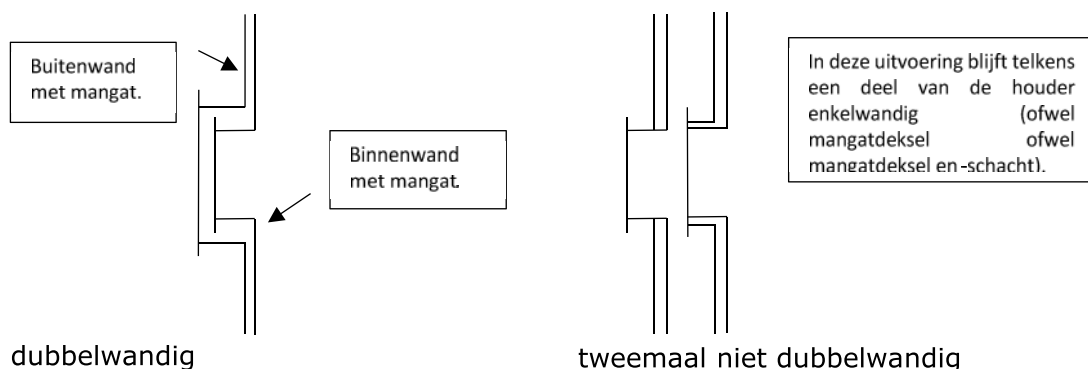 Buitenwand
met mangat.
Binnenwand
met mangat.
In deze uitvoering blijft telkens
een deel van de houder
enkelwandig (ofwel
mangatdeksel ofwel
mangatdeksel en -schacht).
dubbelwandig
tweemaal niet dubbelwandig